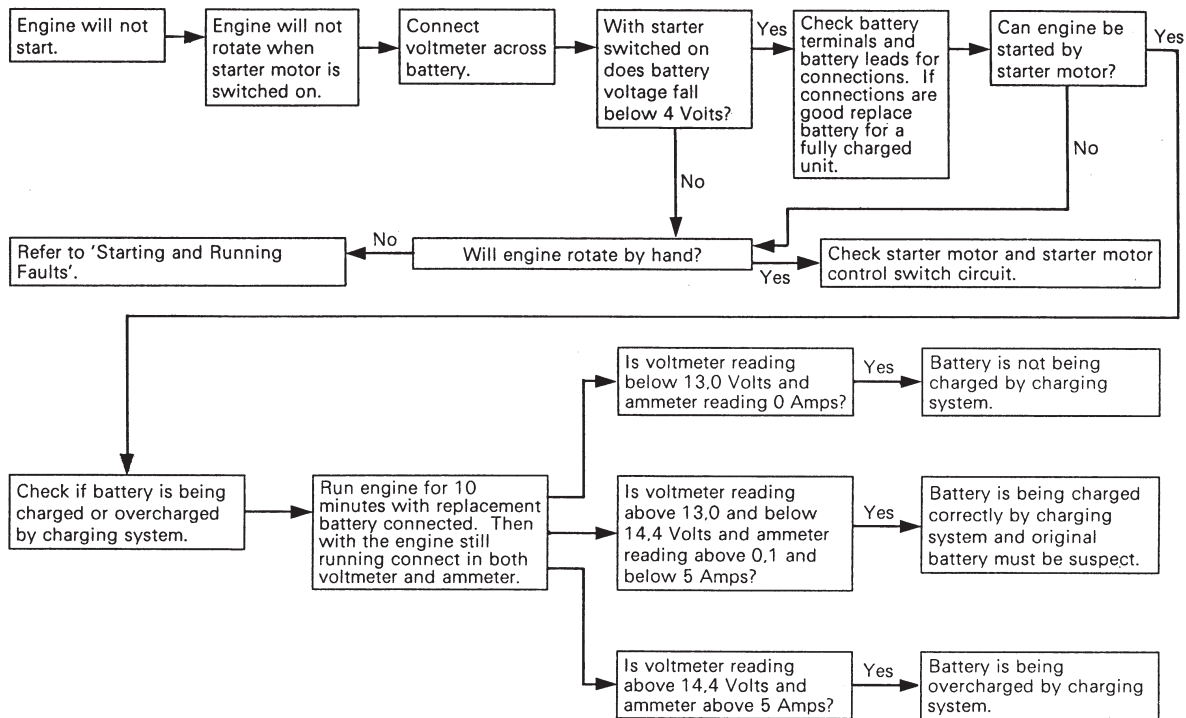 Engine will not
start.
Engine will not
rotate when
starter motor is
switched on.
Connect
voltmeter across
battery.
With starter
switched on
does battery
voltage fall
below 4 Volts?
Yes
Check battery
terminals and
battery leads for
connections. If
connections are
good replace
battery for a
fully charged
unit.
Can engine be
started by
starter motor?
Yes
No
No
Refer to 'Starting and Running
Faults'.
No
Will engine rotate by hand?
Yes
Check starter motor and starter motor
control switch circuit.
Check if battery is being
charged or overcharged
by charging system.
Run engine for 10
minutes with replacement
battery connected. Then
with the engine still
running connect in both
voltmeter and ammeter.
Is voltmeter reading
below 13,0 Volts and
ammeter reading 0 Amps?
Yes
Battery is not being
charged by charging
system.
Is voltmeter reading
above 13,0 and below
14,4 Volts and ammeter
reading above 0,1 and
below 5 Amps?
Yes
Battery is being charged
correctly by charging
system and original
battery must be suspect.
Is voltmeter reading
above 14,4 Volts and
ammeter above 5 Amps?
Yes
Battery is being
overcharged by charging
system.